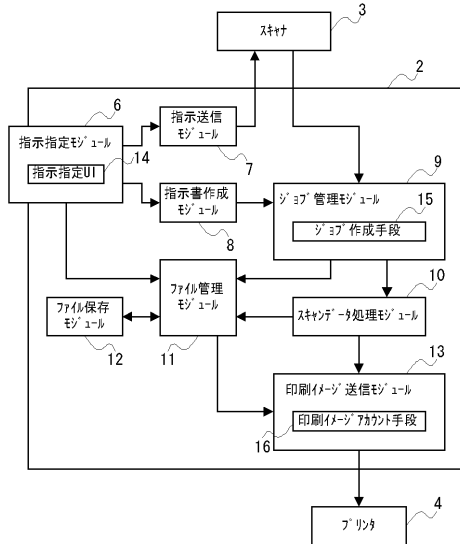 3
ｽｷｬﾅ
2
6
指示指定ﾓｼﾞｭｰﾙ
指示指定UI
14
指示送信
ﾓｼﾞｭｰﾙ
7
指示書作成
ﾓｼﾞｭｰﾙ
8
9
ｼﾞｮﾌﾞ管理ﾓｼﾞｭｰﾙ
15
ｼﾞｮﾌﾞ作成手段
10
ﾌｧｲﾙ管理
ﾓｼﾞｭｰﾙ
11
ﾌｧｲﾙ保存
ﾓｼﾞｭｰﾙ
12
ｽｷｬﾝﾃﾞｰﾀ処理ﾓｼﾞｭｰﾙ
13
印刷ｲﾒｰｼﾞ送信ﾓｼﾞｭｰﾙ
印刷ｲﾒｰｼﾞｱｶｳﾝﾄ手段
16
4
ﾌﾟﾘﾝﾀ